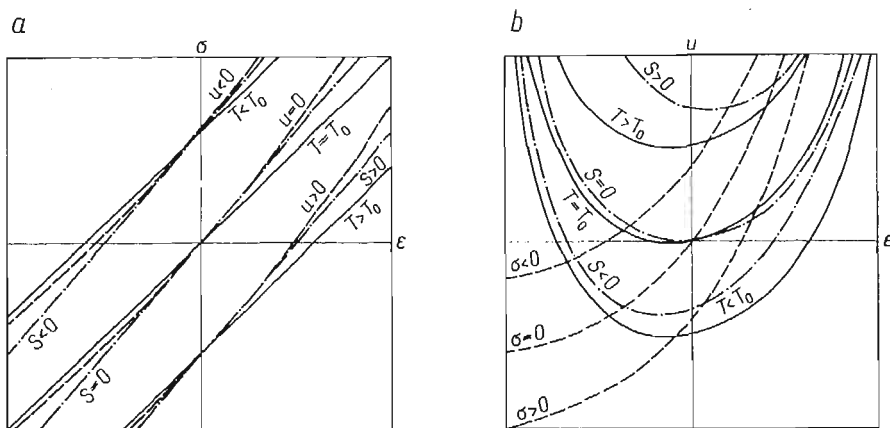 a
σ
u<0
T<T₀
u=0
T=T₀
u>0
S>0
T>T₀
ε
S<0
S=0
b
u
S>0
T>T₀
S=0
T=T₀
S<0
T<T₀
ε
σ<0
σ=0
σ>0